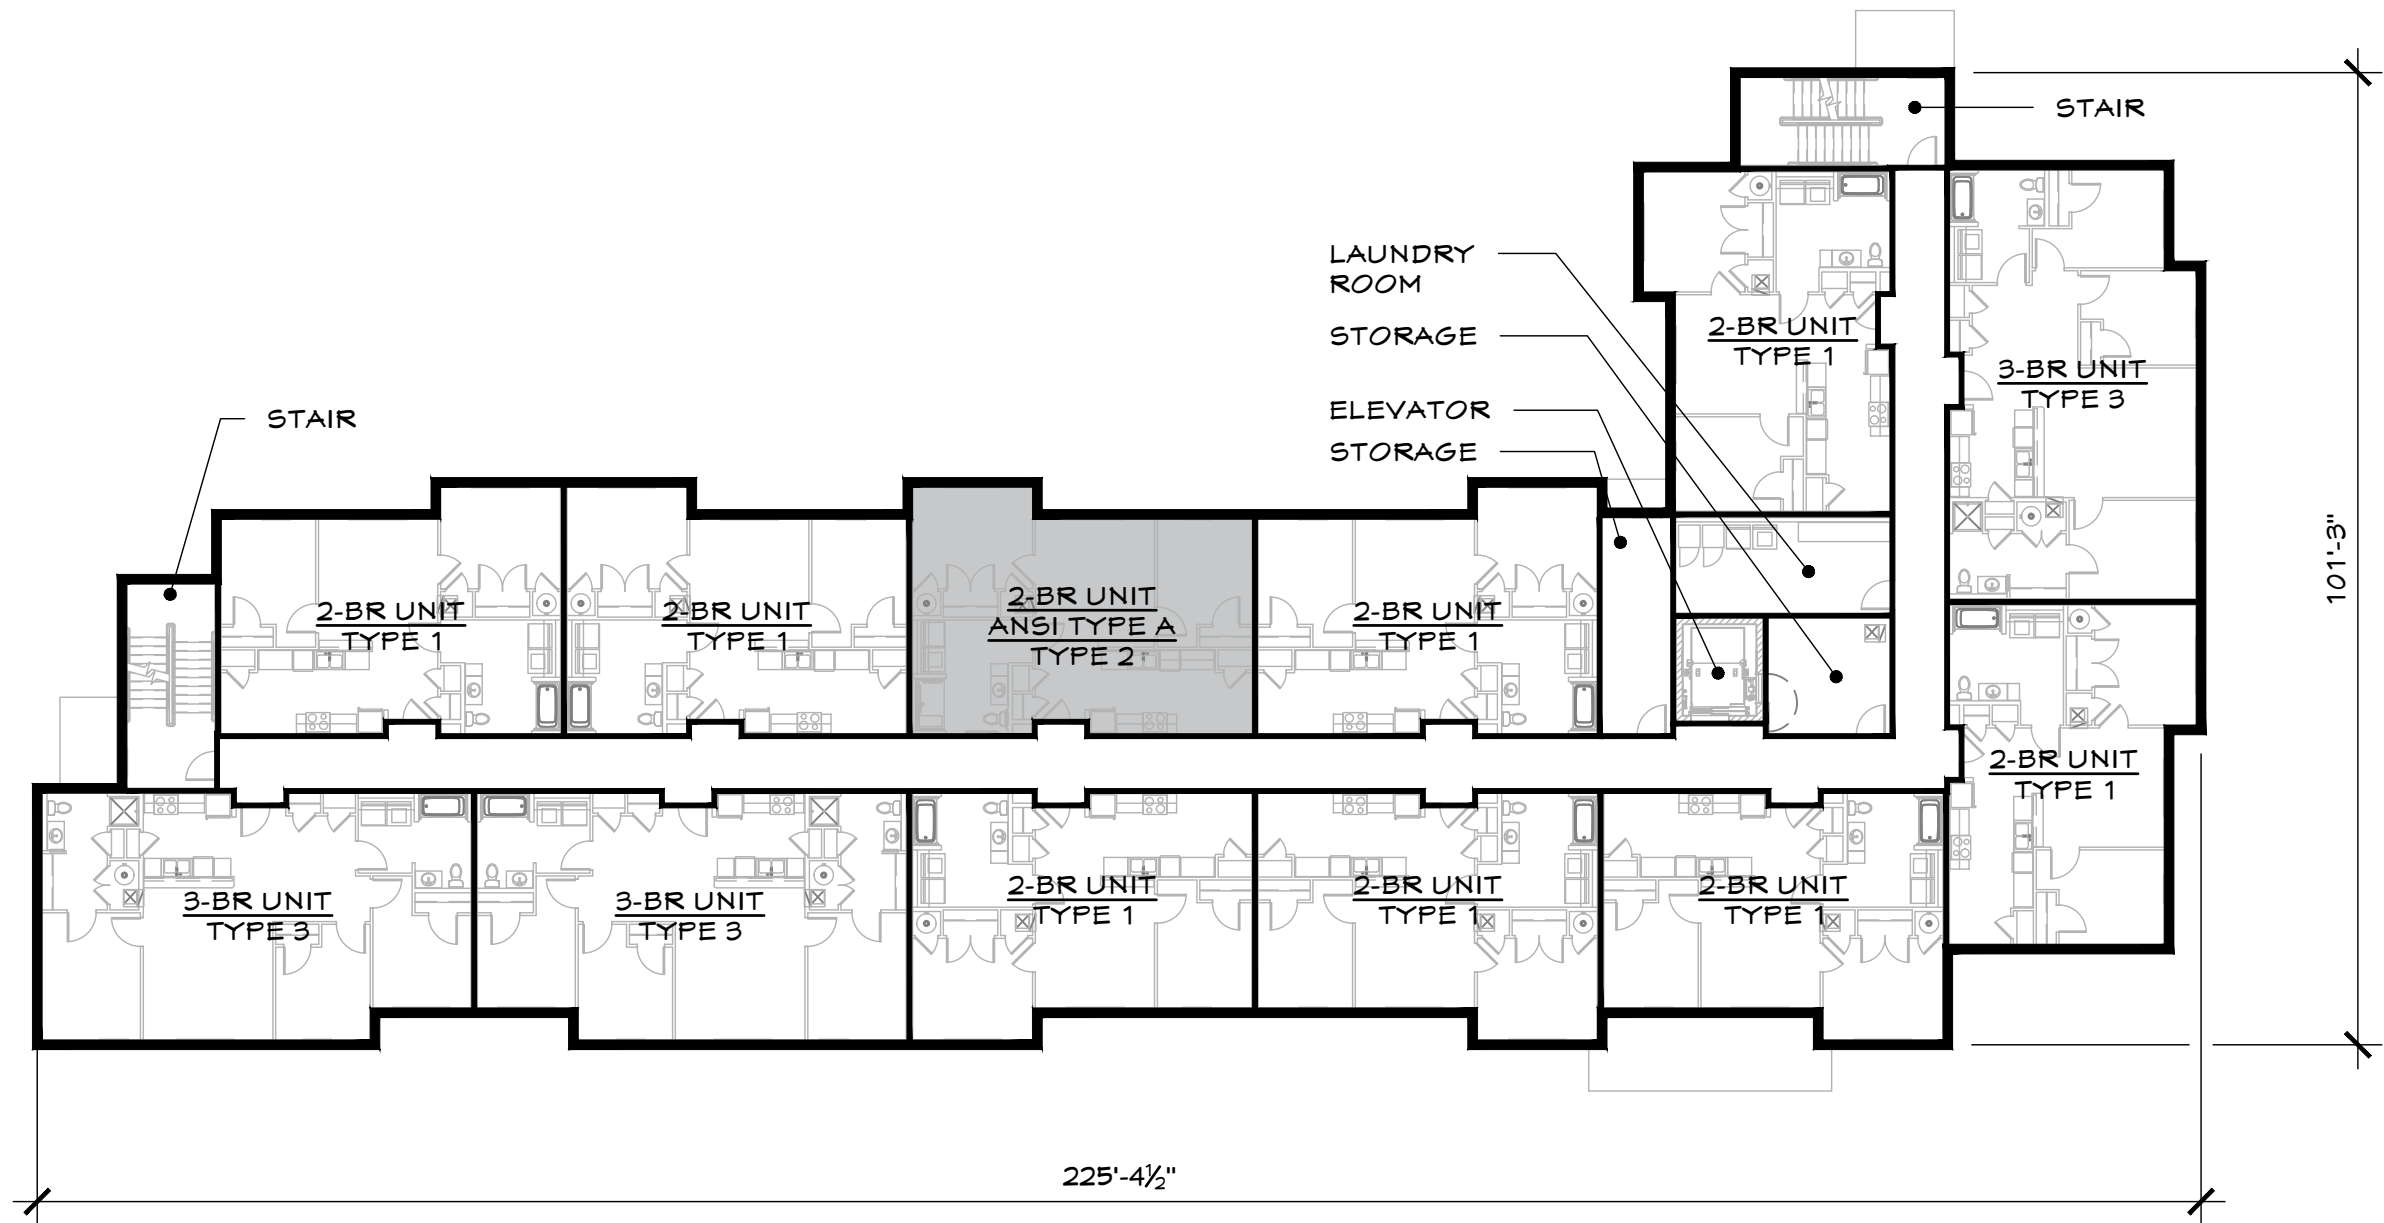 STAIR
LAUNDRY
ROOM
STORAGE
ELEVATOR
STORAGE
2-BR UNIT
TYPE 1
3-BR UNIT
TYPE 3
STAIR
101'-3"
2-BR UNIT
TYPE 1
2-BR UNIT
TYPE 1
2-BR UNIT
ANSI TYPE A
TYPE 2
2-BR UNIT
TYPE 1
2-BR UNIT
TYPE 1
3-BR UNIT
TYPE 3
3-BR UNIT
TYPE 3
2-BR UNIT
TYPE 1
2-BR UNIT
TYPE 1
2-BR UNIT
TYPE 1
225'-4½"